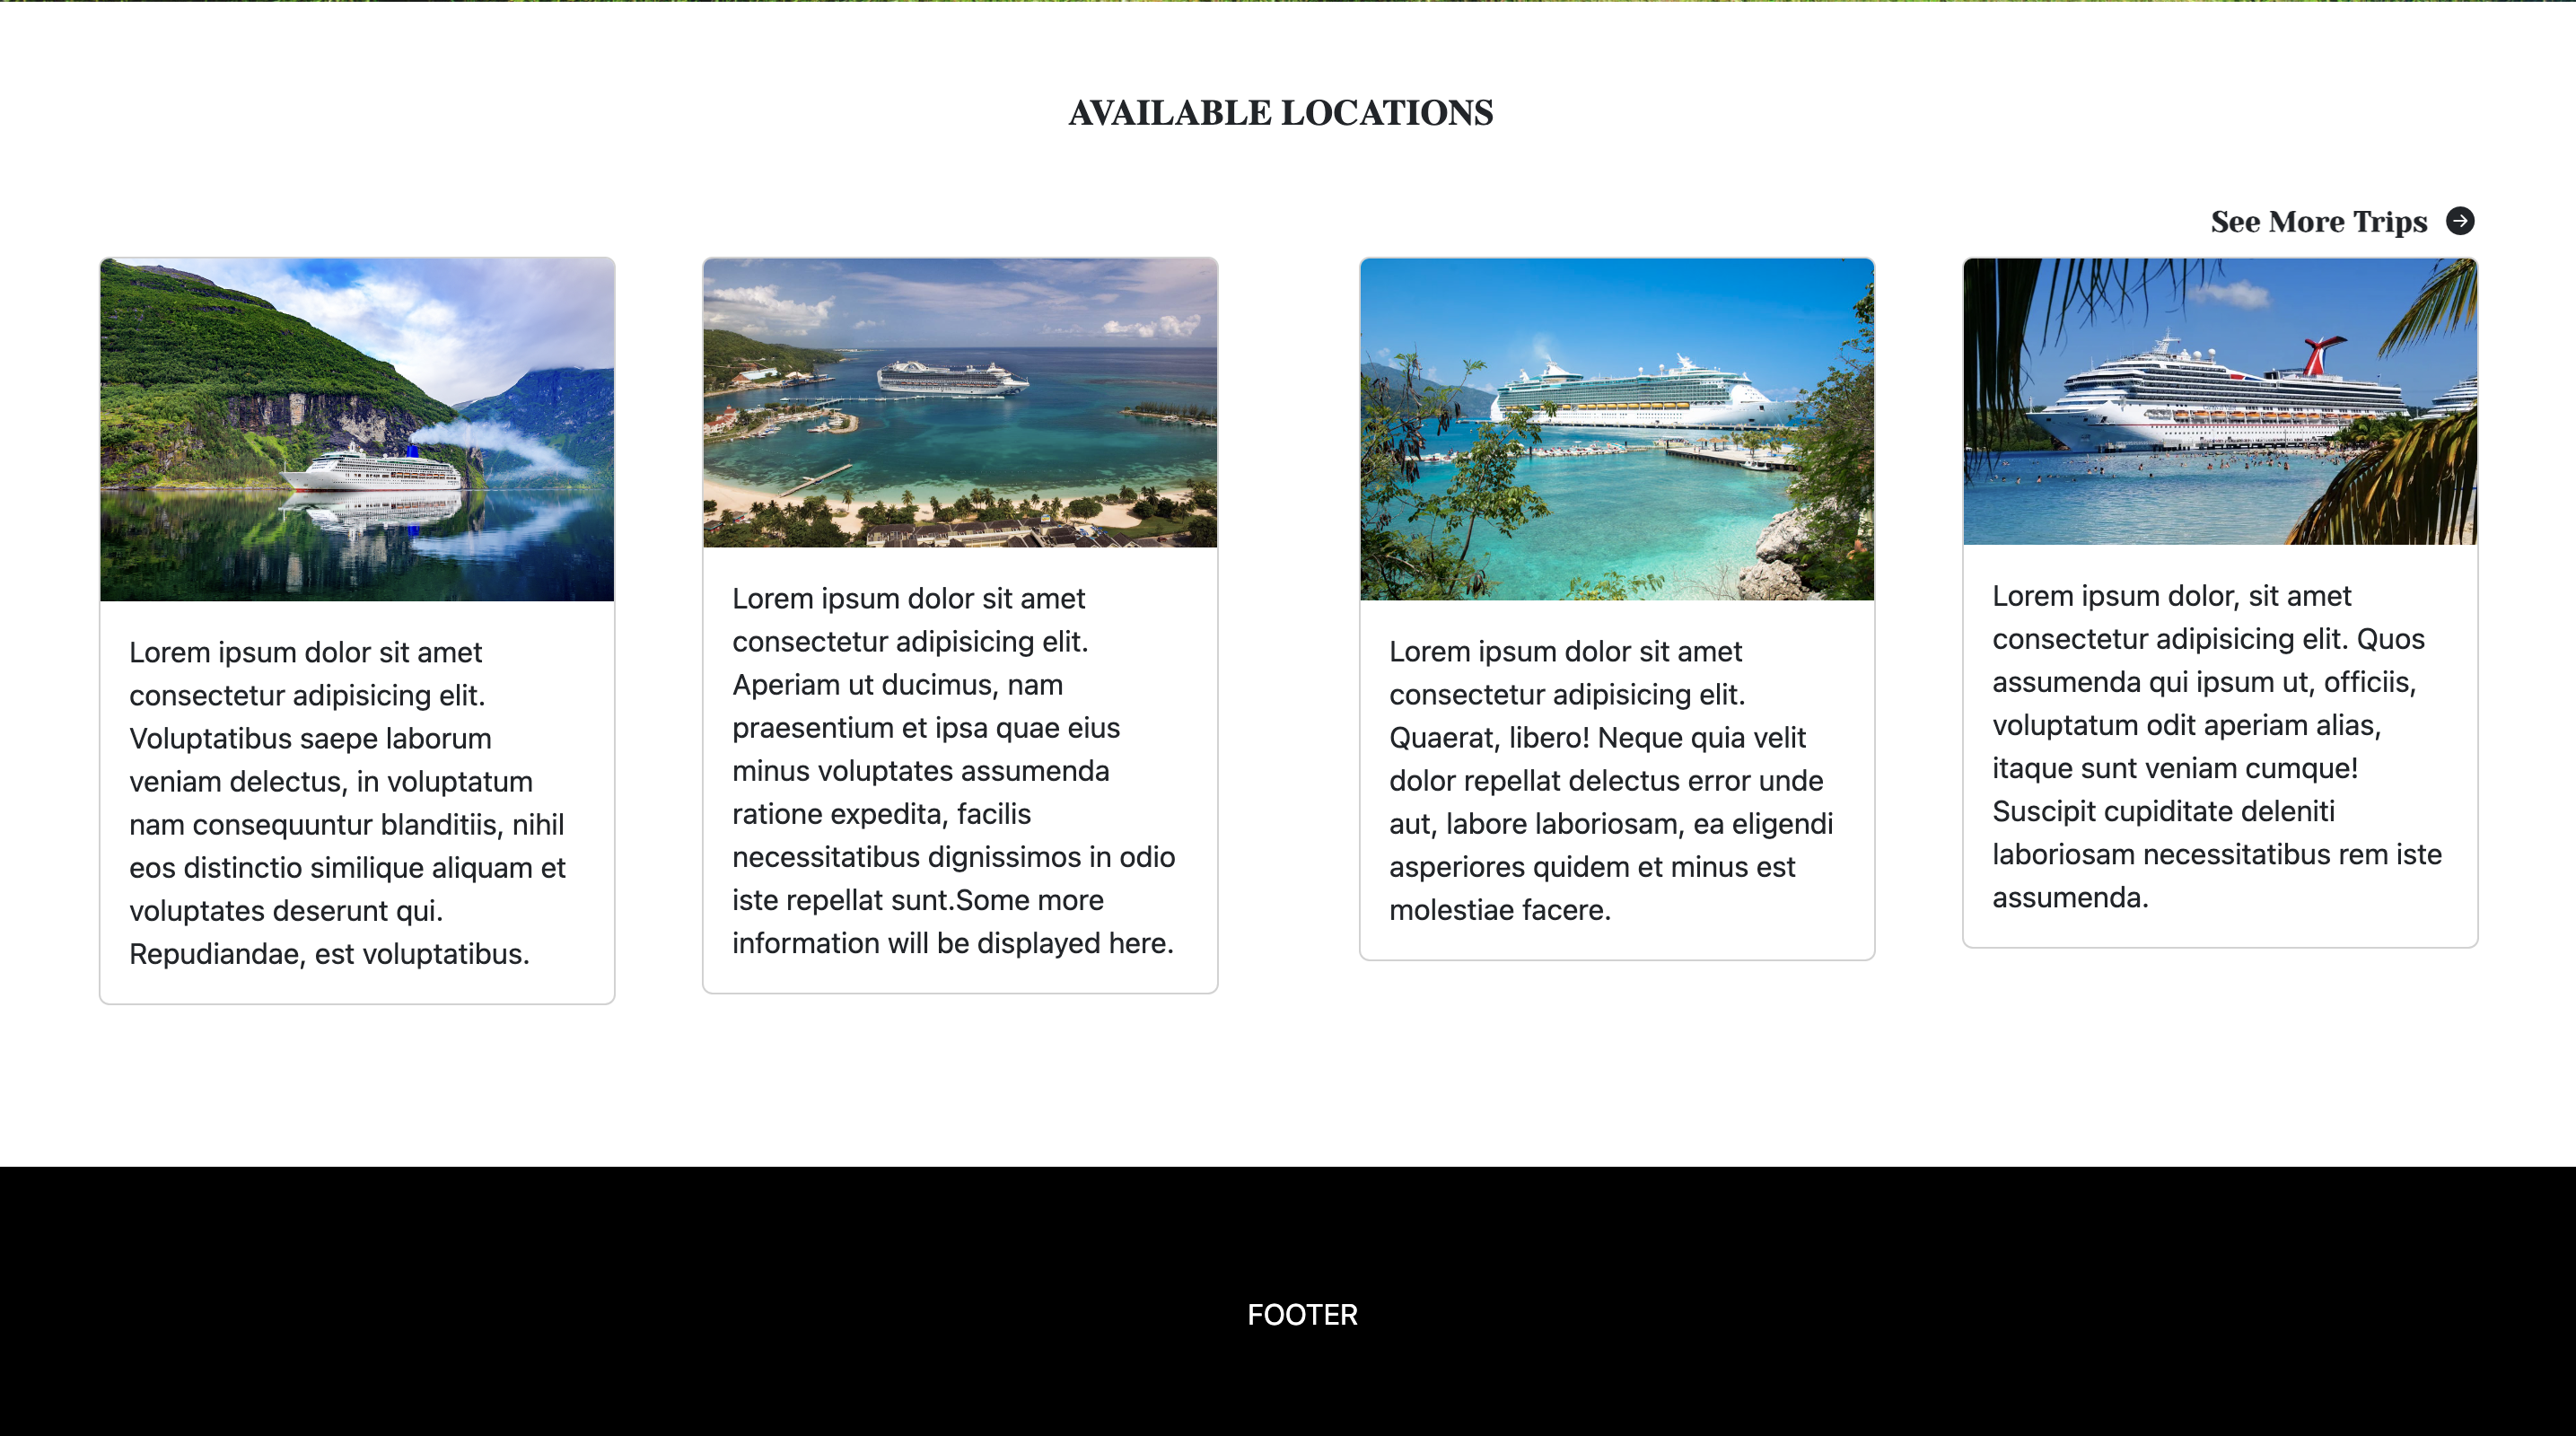 AVAILABLE LOCATIONS
See More Trips
Lorem ipsum dolor sit amet
consectetur adipisicing elit.
Voluptatibus saepe laborum
veniam delectus, in voluptatum
nam consequuntur blanditiis, nihil
eos distinctio similique aliquam et
voluptates deserunt qui.
Repudiandae, est voluptatibus.
Lorem ipsum dolor sit amet
consectetur adipisicing elit.
Aperiam ut ducimus, nam
praesentium et ipsa quae eius
minus voluptates assumenda
ratione expedita, facilis
necessitatibus dignissimos in odio
iste repellat sunt.Some more
information will be displayed here.
Lorem ipsum dolor sit amet
consectetur adipisicing elit.
Quaerat, libero! Neque quia velit
dolor repellat delectus error unde
aut, labore laboriosam, ea eligendi
asperiores quidem et minus est
molestiae facere.
Lorem ipsum dolor, sit amet
consectetur adipisicing elit. Quos
assumenda qui ipsum ut, officiis,
voluptatum odit aperiam alias,
itaque sunt veniam cumque!
Suscipit cupiditate deleniti
laboriosam necessitatibus rem iste
assumenda.
FOOTER